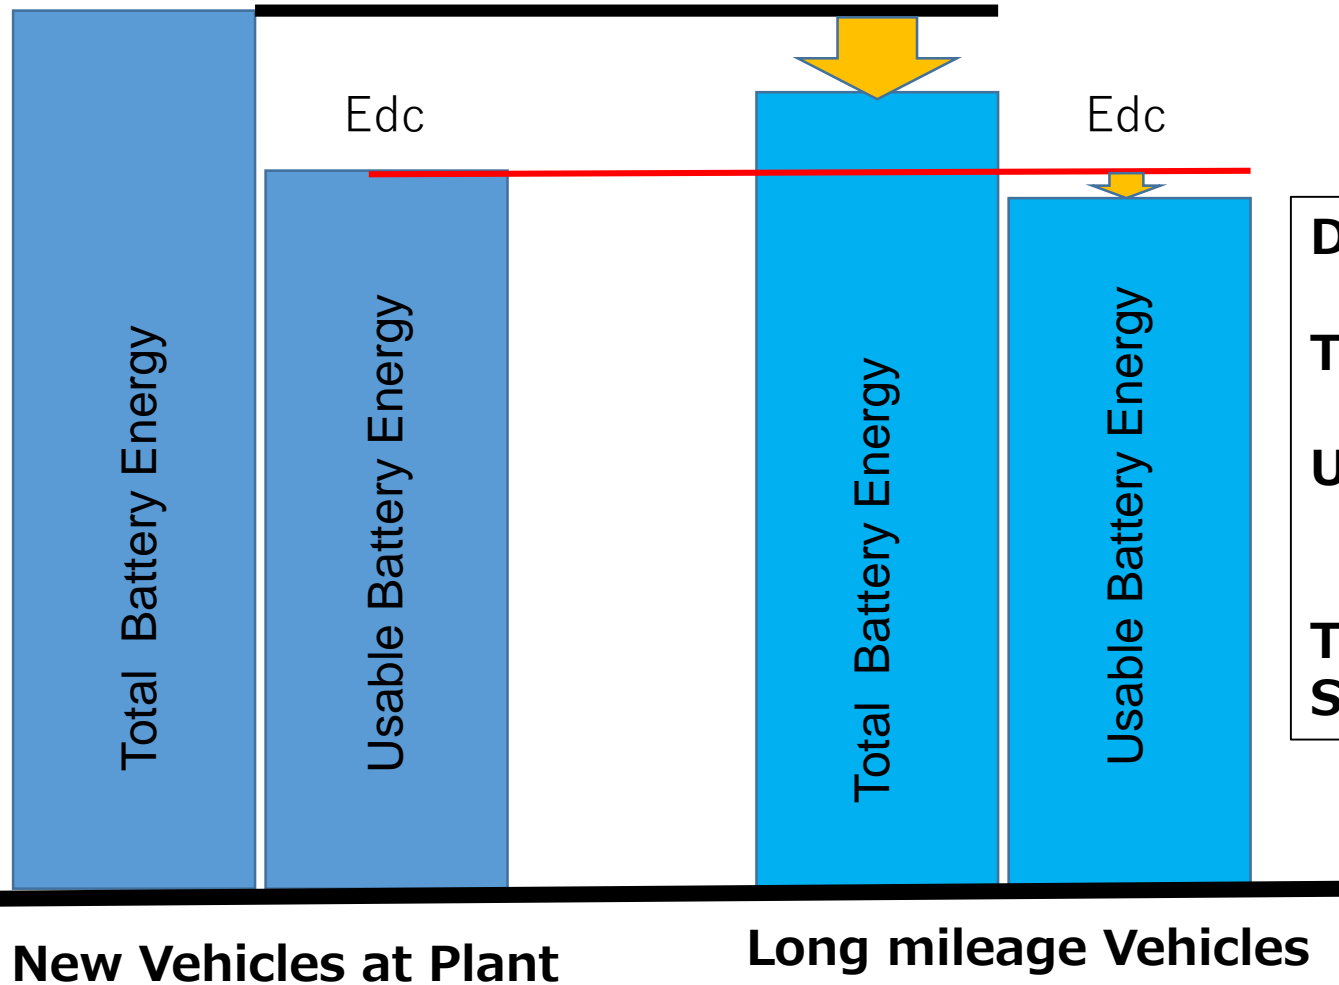 Edc
Edc
Total Battery Energy
Usable Battery Energy
Total Battery Energy
Usable Battery Energy
D
T
U
T
S
New Vehicles at Plant
Long mileage Vehicles